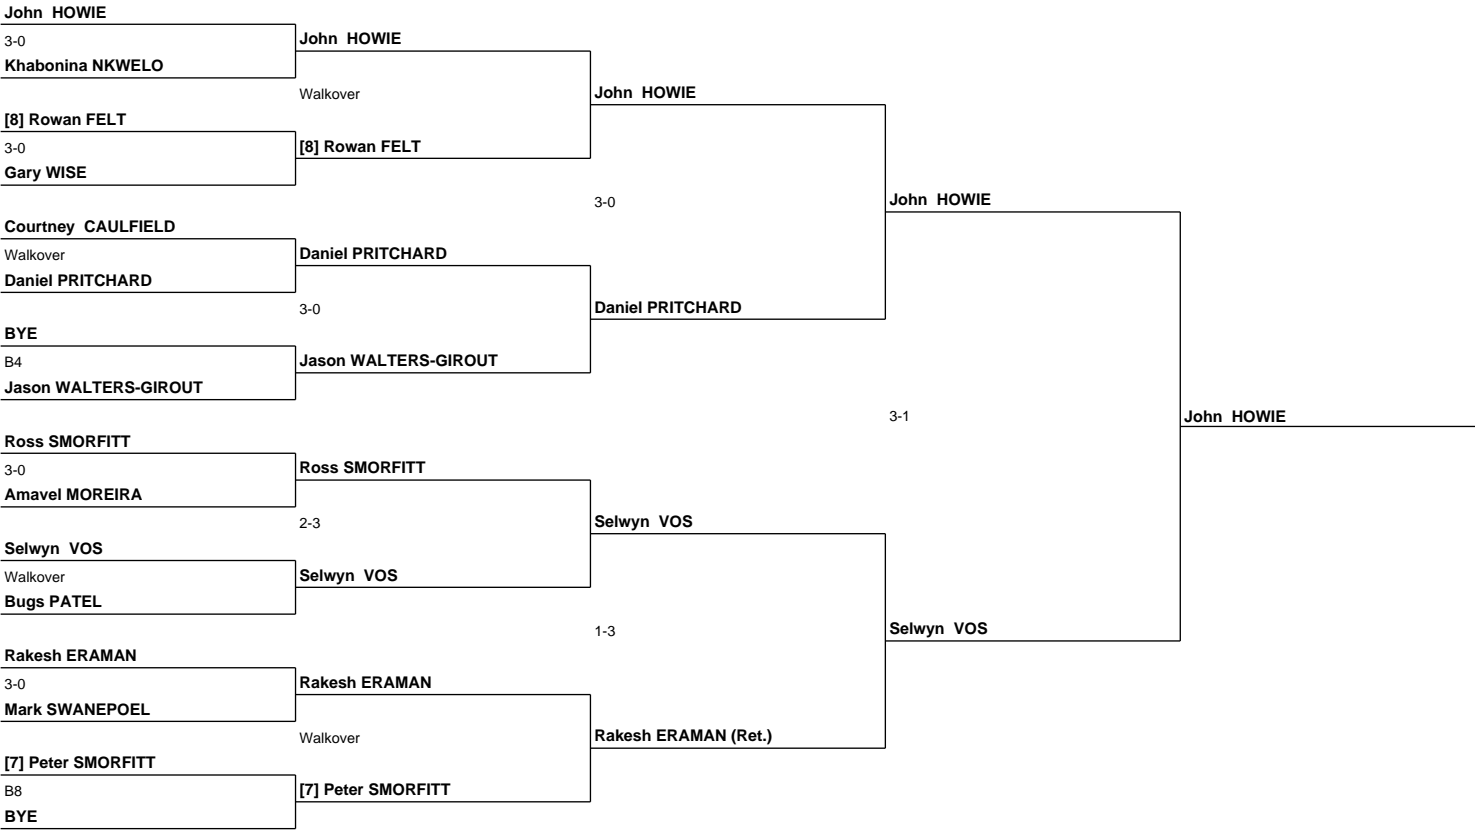 John  HOWIE
3-0
Khabonina NKWELO
[8] Rowan FELT
3-0
Gary WISE
Courtney  CAULFIELD
Walkover
Daniel PRITCHARD
BYE
B4
Jason WALTERS-GIROUT
Ross SMORFITT
3-0
Amavel MOREIRA
Selwyn  VOS
Walkover
Bugs PATEL
Rakesh ERAMAN
3-0
Mark SWANEPOEL
[7] Peter SMORFITT
B8
BYE
John  HOWIE
Walkover
[8] Rowan FELT
Daniel PRITCHARD
3-0
Jason WALTERS-GIROUT
Ross SMORFITT
2-3
Selwyn  VOS
Rakesh ERAMAN
Walkover
[7] Peter SMORFITT
John  HOWIE
3-0
Daniel PRITCHARD
Selwyn  VOS
1-3
Rakesh ERAMAN (Ret.)
John  HOWIE
3-1
Selwyn  VOS
John  HOWIE